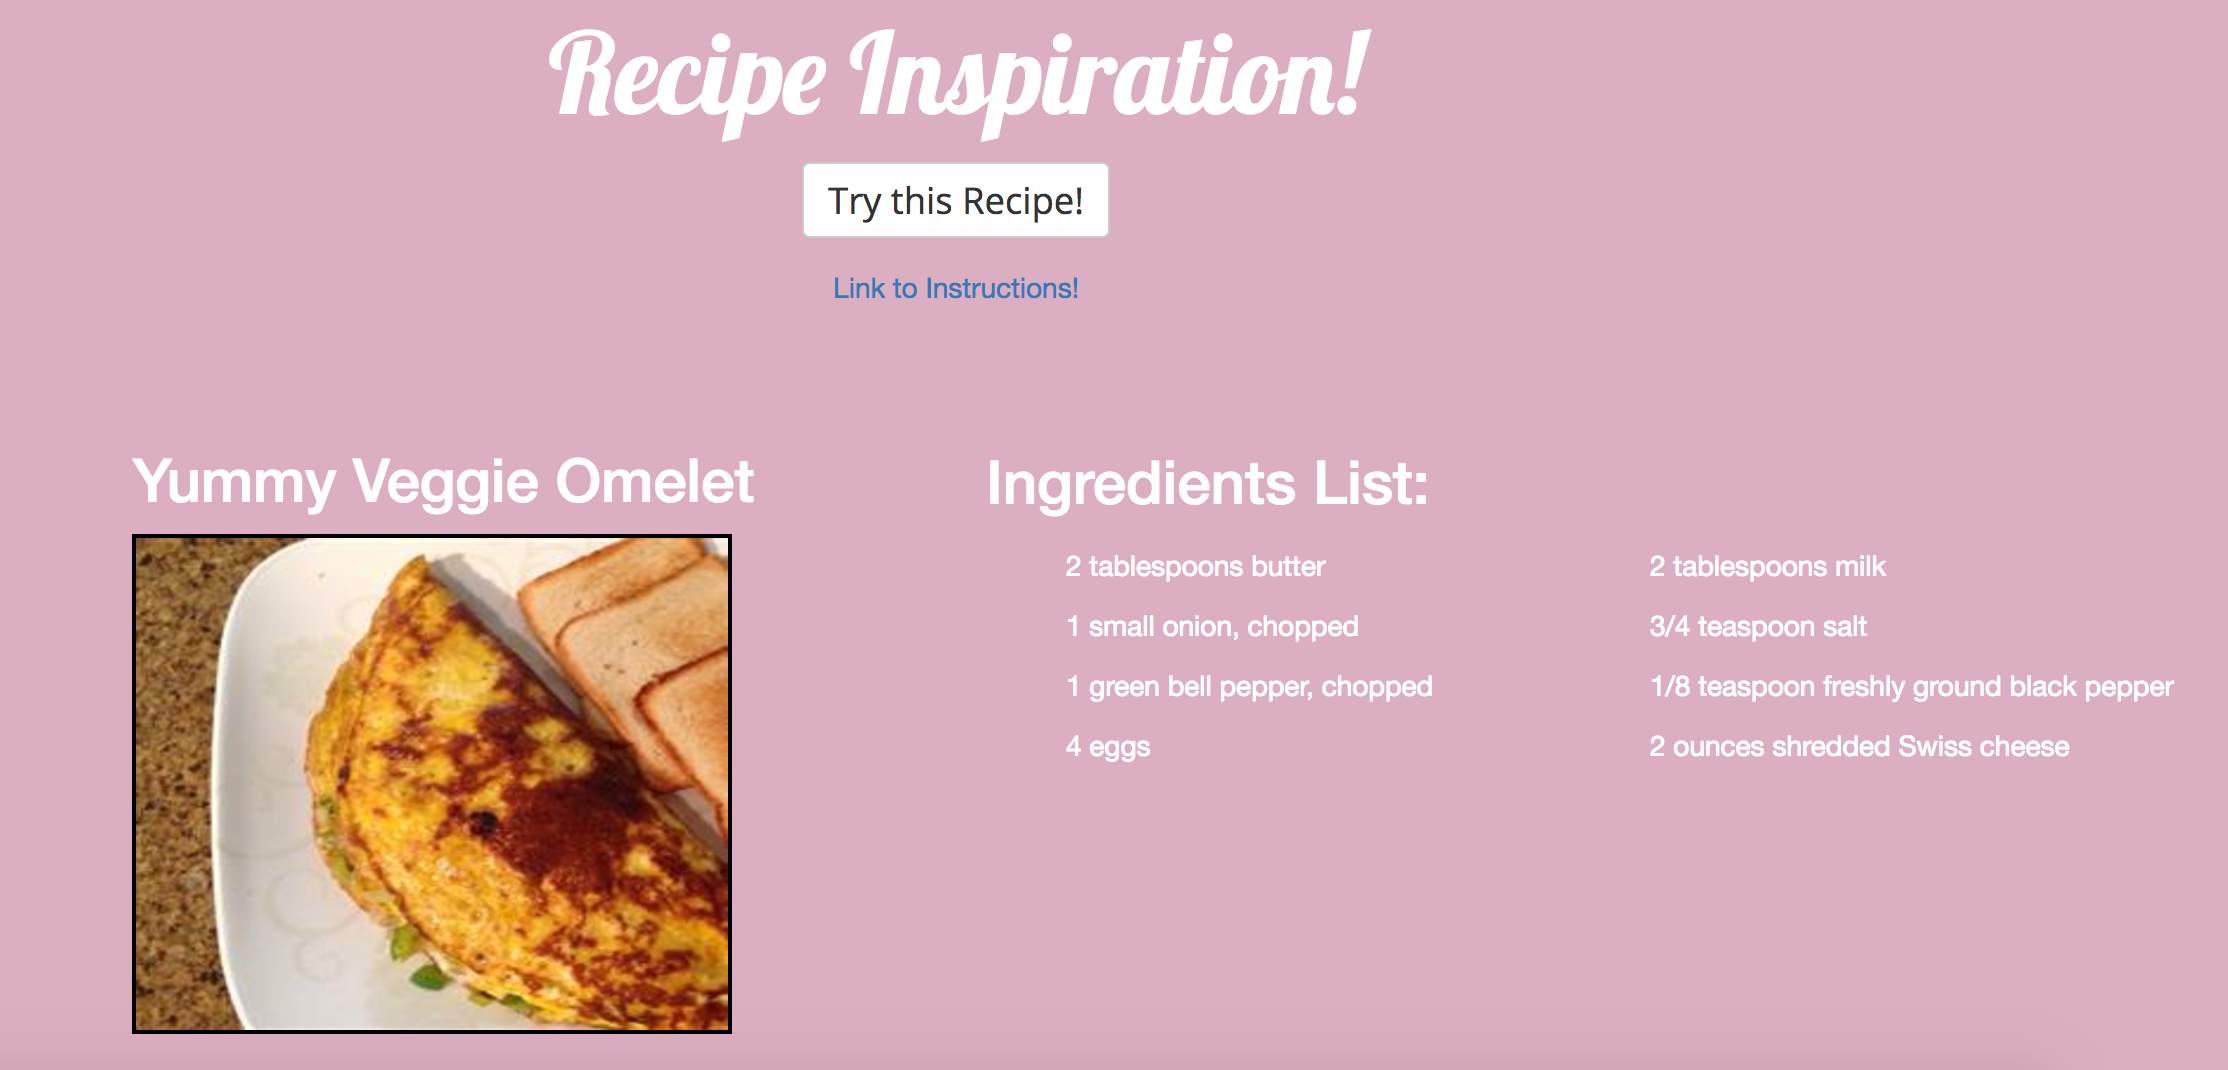 Recipe Inspiration!
Try this Recipe!
Link to Instructions!
Yummy Veggie Omelet
Ingredients List:
2 tablespoons butter
1 small onion, chopped
1 green bell pepper, chopped
4 eggs
2 tablespoons milk
3/4 teaspoon salt
1/8 teaspoon freshly ground black pepper
2 ounces shredded Swiss cheese